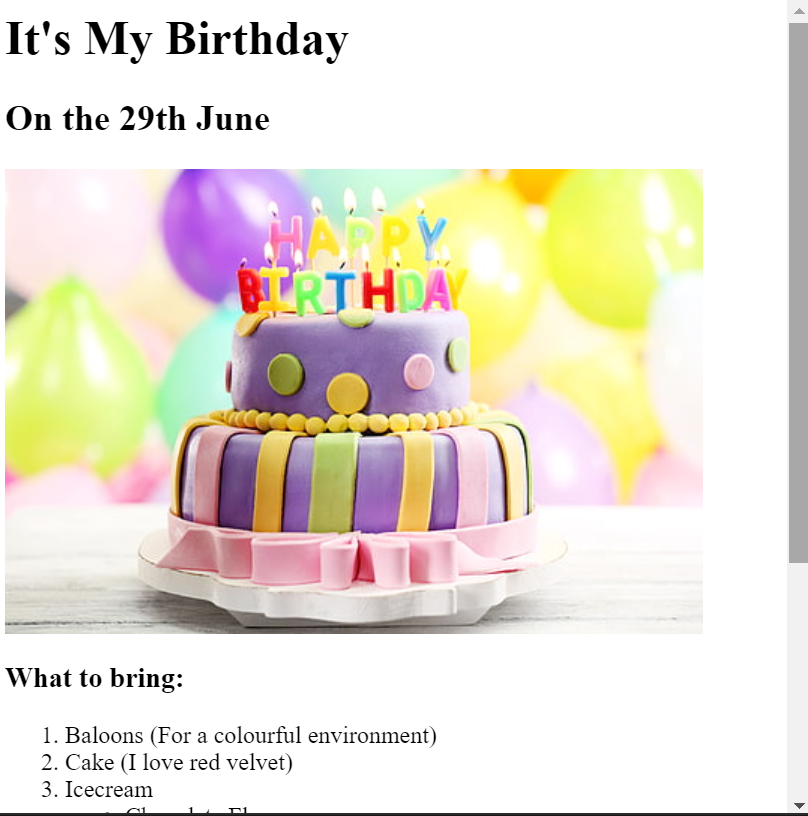 It's My Birthday
On the 29th June
HAPPY
BIRTHDAY
What to bring:
1. Baloons (For a colourful environment)
2. Cake (I love red velvet)
3. Icecream